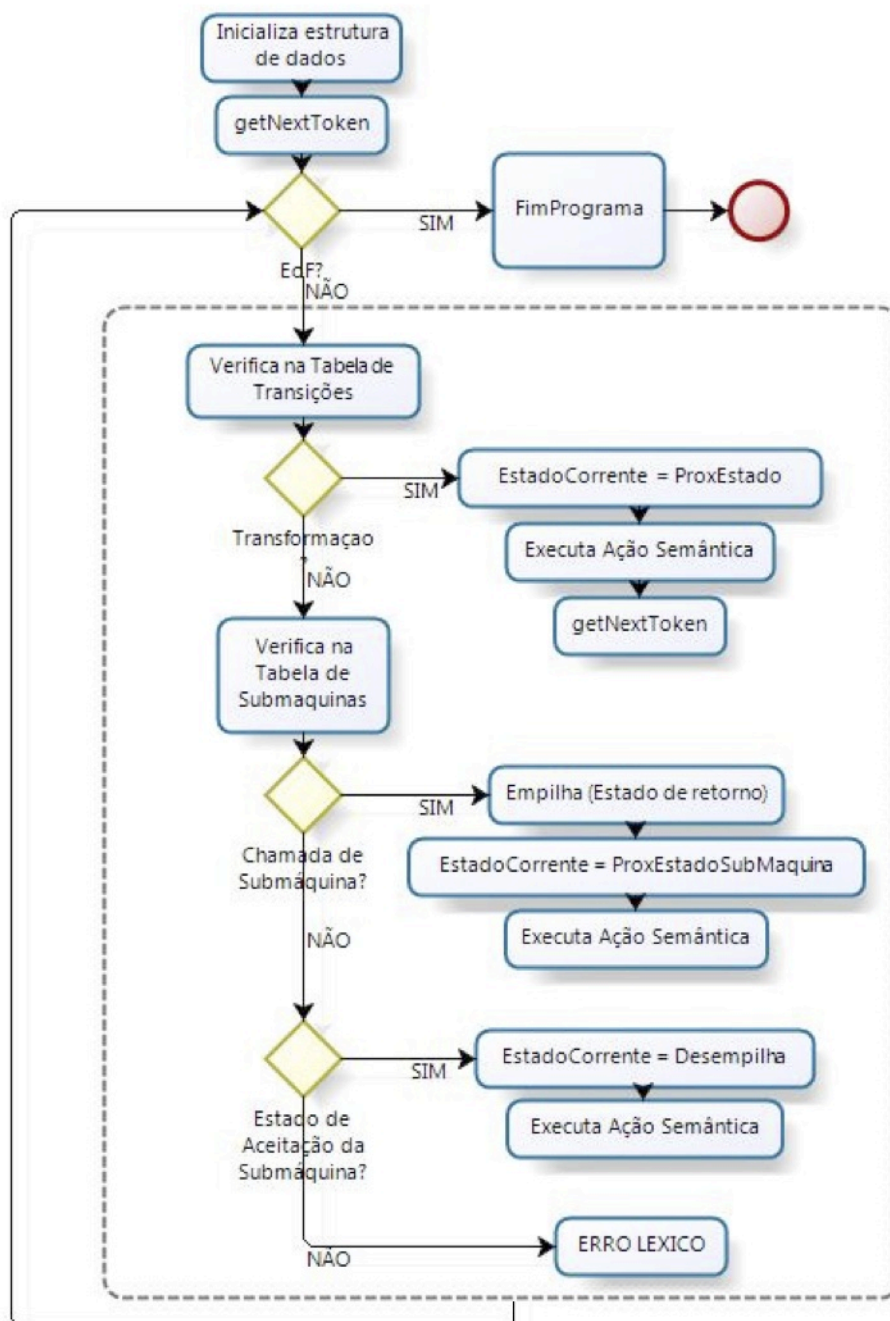 Inicializa estrutura
de dados
getNextToken
SIM
FimPrograma
EoF?
NÃO
Verifica na Tabela de
Transições
SIM
EstadoCorrente = ProxEstado
Transformaçao
?
NÃO
Executa Ação Semântica
getNextToken
Verifica na
Tabela de
Submaquinas
SIM
Empilha (Estado de retorno)
Chamada de
Submáquina?
EstadoCorrente = ProxEstadoSubMaquina
NÃO
Executa Ação Semântica
SIM
EstadoCorrente = Desempilha
Estado de
Aceitação da
Submáquina?
Executa Ação Semântica
NÃO
ERRO LEXICO